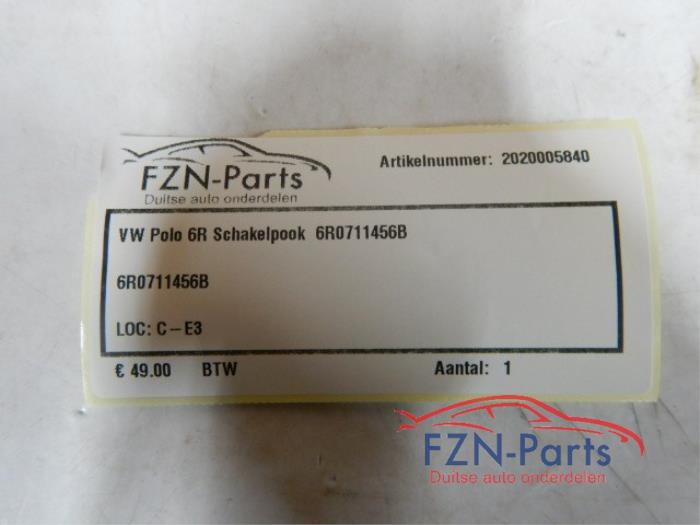 FZN-Parts
Duitse auto onderdelen
Artikelnummer: 2020005840
VW Polo 6R Schakelpook 6R0711456B
6R0711456B
LOC: C - E3
€ 49.00 BTW Aantal: 1
FZN-Parts
Duitse auto onderdelen